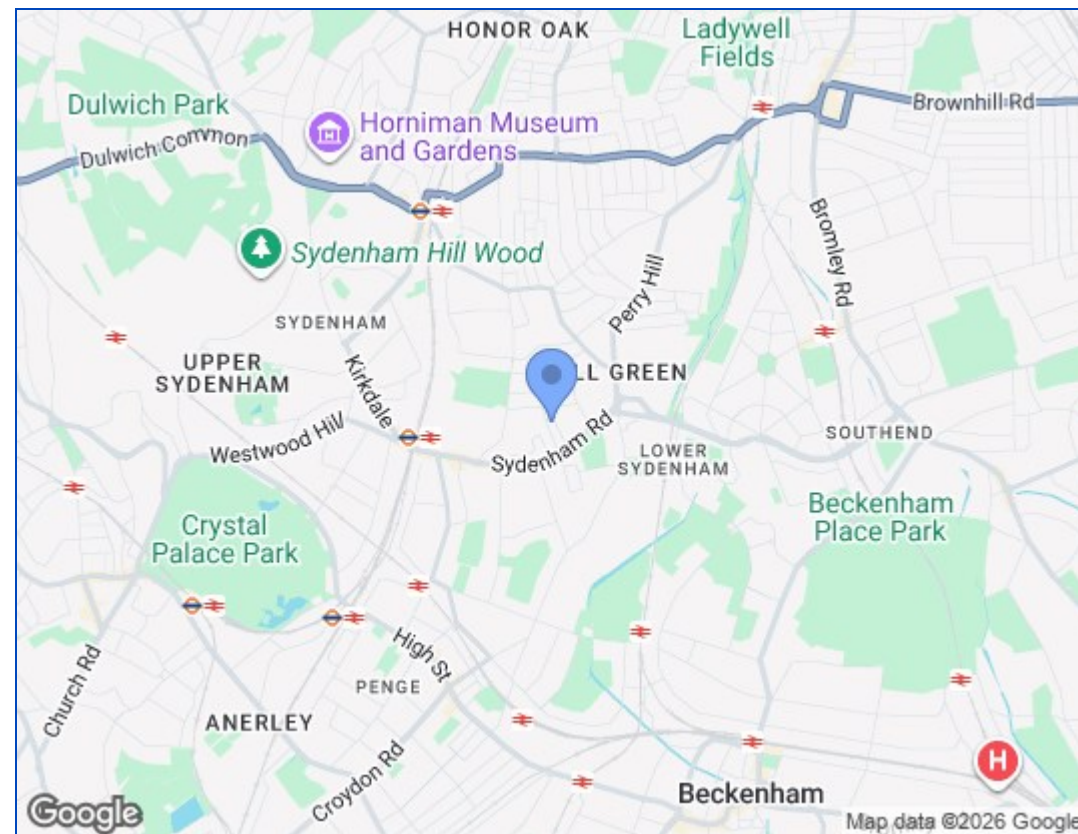 HONOR OAK
Ladywell
Fields
Dulwich Park
Brownhill Rd
Horniman Museum
and Gardens
Dulwich Common
Sydenham Hill Wood
Bromley Rd
Perry Hill
SYDENHAM
UPPER
SYDENHAM
Kirkdale
LL GREEN
Westwood Hill
Sydenham Rd
LOWER
SYDENHAM
SOUTHEND
Beckenham
Place Park
Crystal
Palace Park
High St
Church Rd
PENGE
ANERLEY
Croydon Rd
H
Beckenham
Google
Map data ©2026 Google